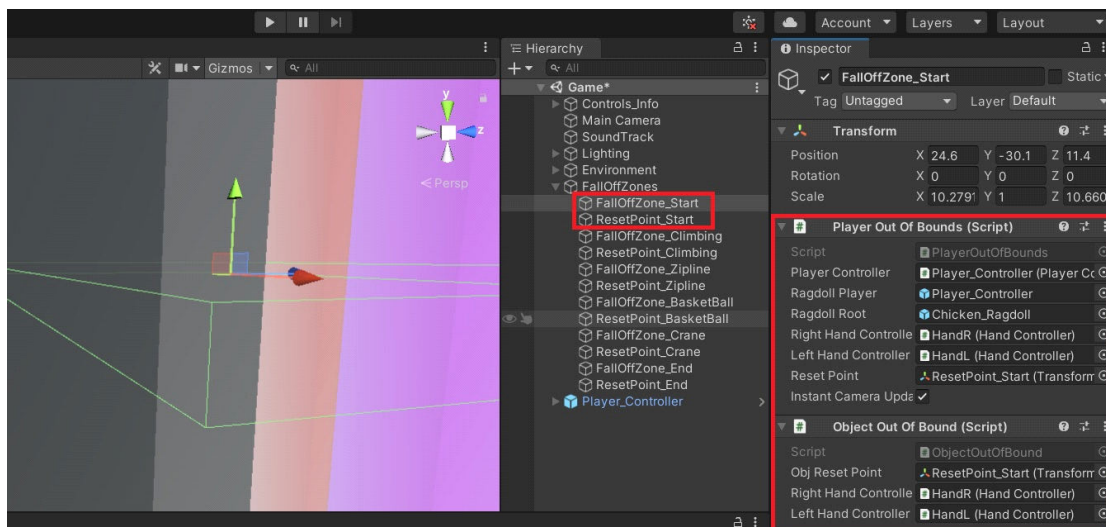 Account
Layers
Layout
Gizmos
All
y
z
Persp
Hierarchy
All
Game*
Controls_Info
Main Camera
SoundTrack
Lighting
Environment
FallOffZones
FallOffZone_Start
ResetPoint_Start
FallOffZone_Climbing
ResetPoint_Climbing
FallOffZone_Zipline
ResetPoint_Zipline
FallOffZone_BasketBall
ResetPoint_BasketBall
FallOffZone_Crane
ResetPoint_Crane
FallOffZone_End
ResetPoint_End
Player_Controller
Inspector
FallOffZone_Start
Static
Tag Untagged Layer Default
Transform
Position X 24.6 Y -30.1 Z 11.4
Rotation X 0 Y 0 Z 0
Scale X 10.2791 Y 1 Z 10.660
Player Out Of Bounds (Script)
Script PlayerOutOfBounds
Player Controller Player_Controller (Player Cc
Ragdoll Player Player_Controller
Ragdoll Root Chicken_Ragdoll
Right Hand Controlle HandR (Hand Controller)
Left Hand Controller HandL (Hand Controller)
Reset Point ResetPoint_Start (Transform
Instant Camera Upda
Object Out Of Bound (Script)
Script ObjectOutOfBound
Obj Reset Point ResetPoint_Start (Transform
Right Hand Controlle HandR (Hand Controller)
Left Hand Controller HandL (Hand Controller)